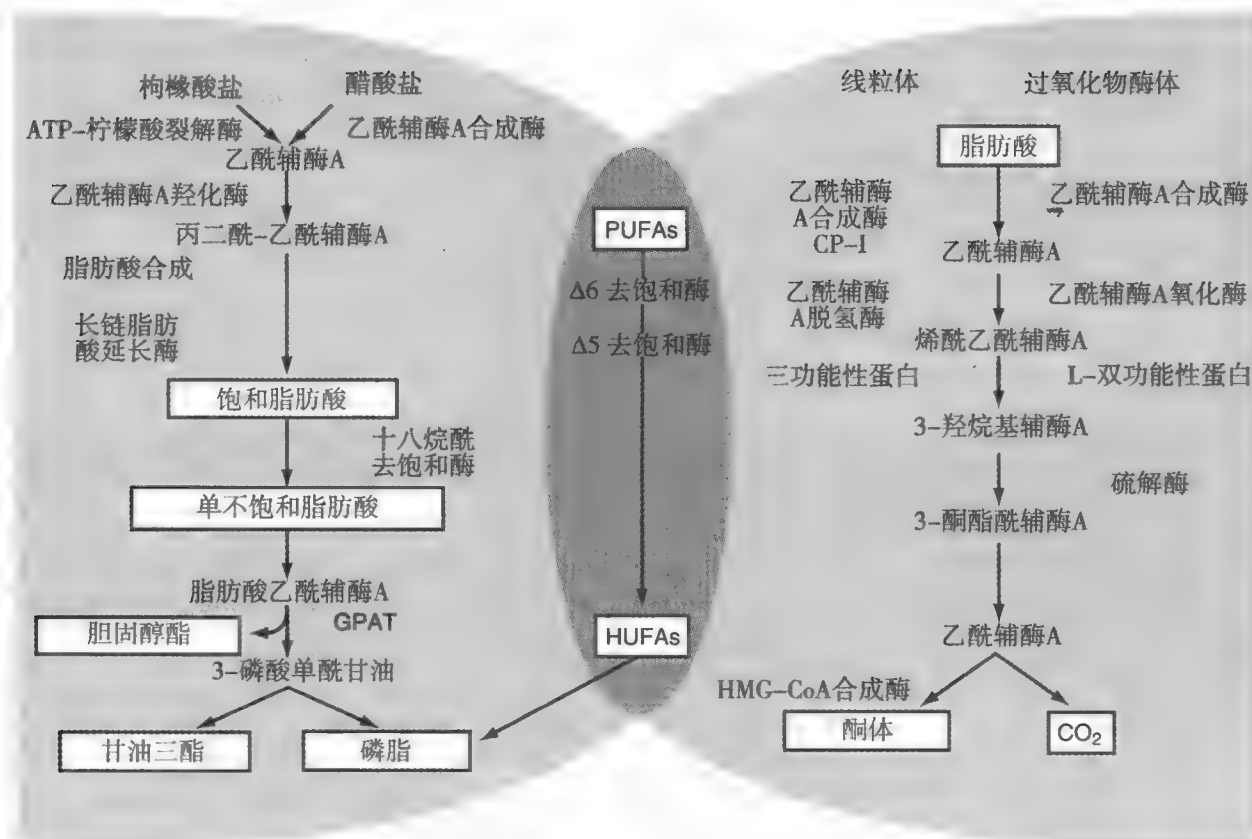 枸橼酸盐
醋酸盐
ATP-柠檬酸裂解酶
乙酰辅酶A合成酶
乙酰辅酶A
乙酰辅酶A羟化酶
丙二酰-乙酰辅酶A
脂肪酸合成
长链脂肪
酸延长酶
饱和脂肪酸
十八烷酰
去饱和酶
单不饱和脂肪酸
脂肪酸乙酰辅酶A
GPAT
胆固醇酯
3-磷酸单酰甘油
甘油三酯
磷脂
PUFAs
Δ6 去饱和酶
Δ5 去饱和酶
HUFAs
线粒体
过氧化物酶体
脂肪酸
乙酰辅酶
A合成酶
CP-I
乙酰辅酶A合成酶
乙酰辅酶A
乙酰辅酶
A脱氢酶
乙酰辅酶A氧化酶
烯酰乙酰辅酶A
三功能性蛋白
L-双功能性蛋白
3-羟烷基辅酶A
硫解酶
3-酮酯酰辅酶A
乙酰辅酶A
HMG-CoA合成酶
酮体
CO₂